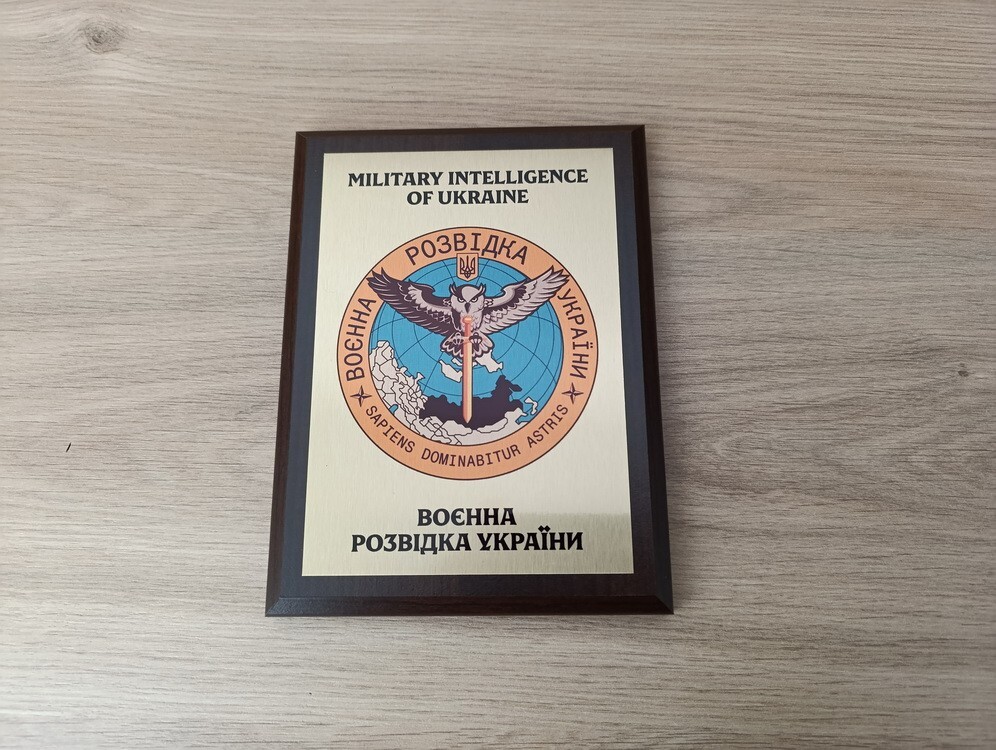 MILITARY INTELLIGENCE
OF UKRAINE
ВОЄННА РОЗВІДКА УКРАЇНИ
SAPIENS DOMINABITUR ASTRIS
ВОЄННА
РОЗВІДКА УКРАЇНИ